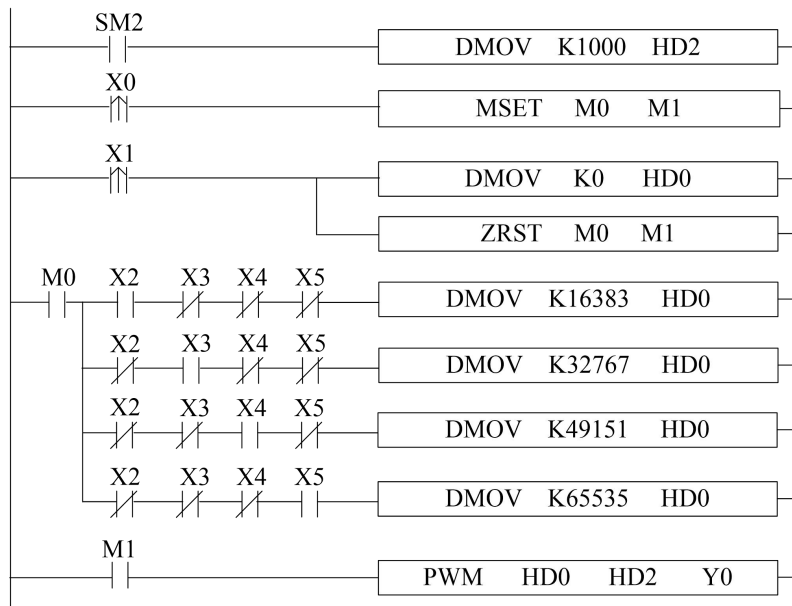 SM2
DMOV K1000 HD2
X0
MSET M0 M1
X1
DMOV K0 HD0
ZRST M0 M1
M0 X2 X3 X4 X5
DMOV K16383 HD0
X2 X3 X4 X5
DMOV K32767 HD0
X2 X3 X4 X5
DMOV K49151 HD0
X2 X3 X4 X5
DMOV K65535 HD0
M1
PWM HD0 HD2 Y0